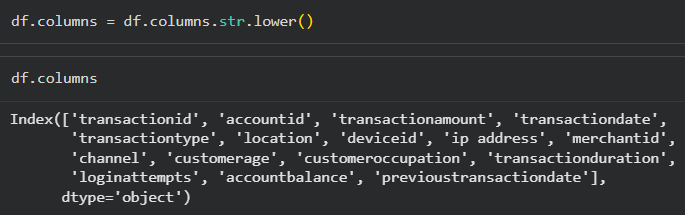 df.columns = df.columns.str.lower()
df.columns
Index(['transactionid', 'accountid', 'transactionamount', 'transactiondate',
'transactiontype', 'location', 'deviceid', 'ip address', 'merchantid',
'channel', 'customerage', 'customeroccupation', 'transactionduration',
'loginattempts', 'accountbalance', 'previoustransactiondate'],
dtype='object')